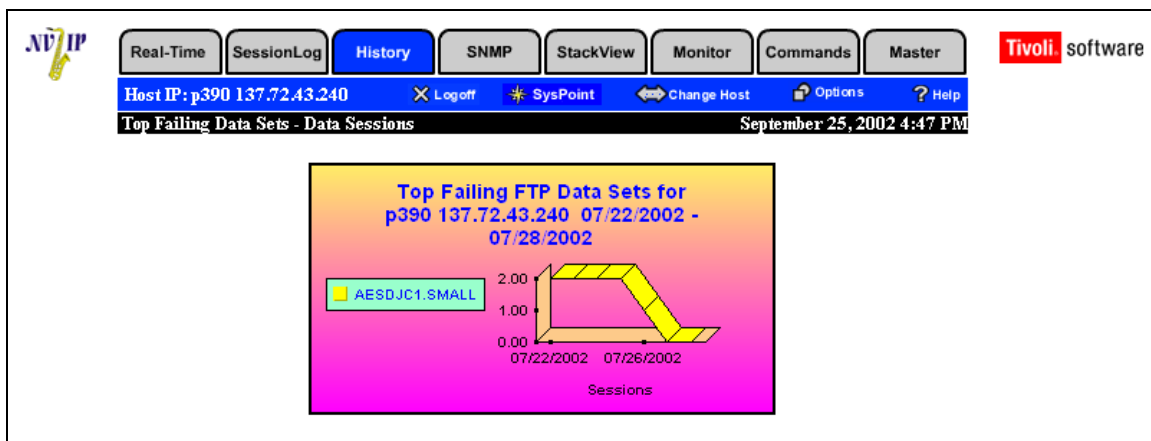 NV IP
Real-Time SessionLog History SNMP StackView Monitor Commands Master
Tivoli. software
Host IP: p390 137.72.43.240 Logoff SysPoint Change Host Options ? Help
Top Failing Data Sets - Data Sessions September 25, 2002 4:47 PM
Top Failing FTP Data Sets for
p390 137.72.43.240 07/22/2002 -
07/28/2002
AESDJC1.SMALL
2.00
1.00
0.00
07/22/2002 07/26/2002
Sessions